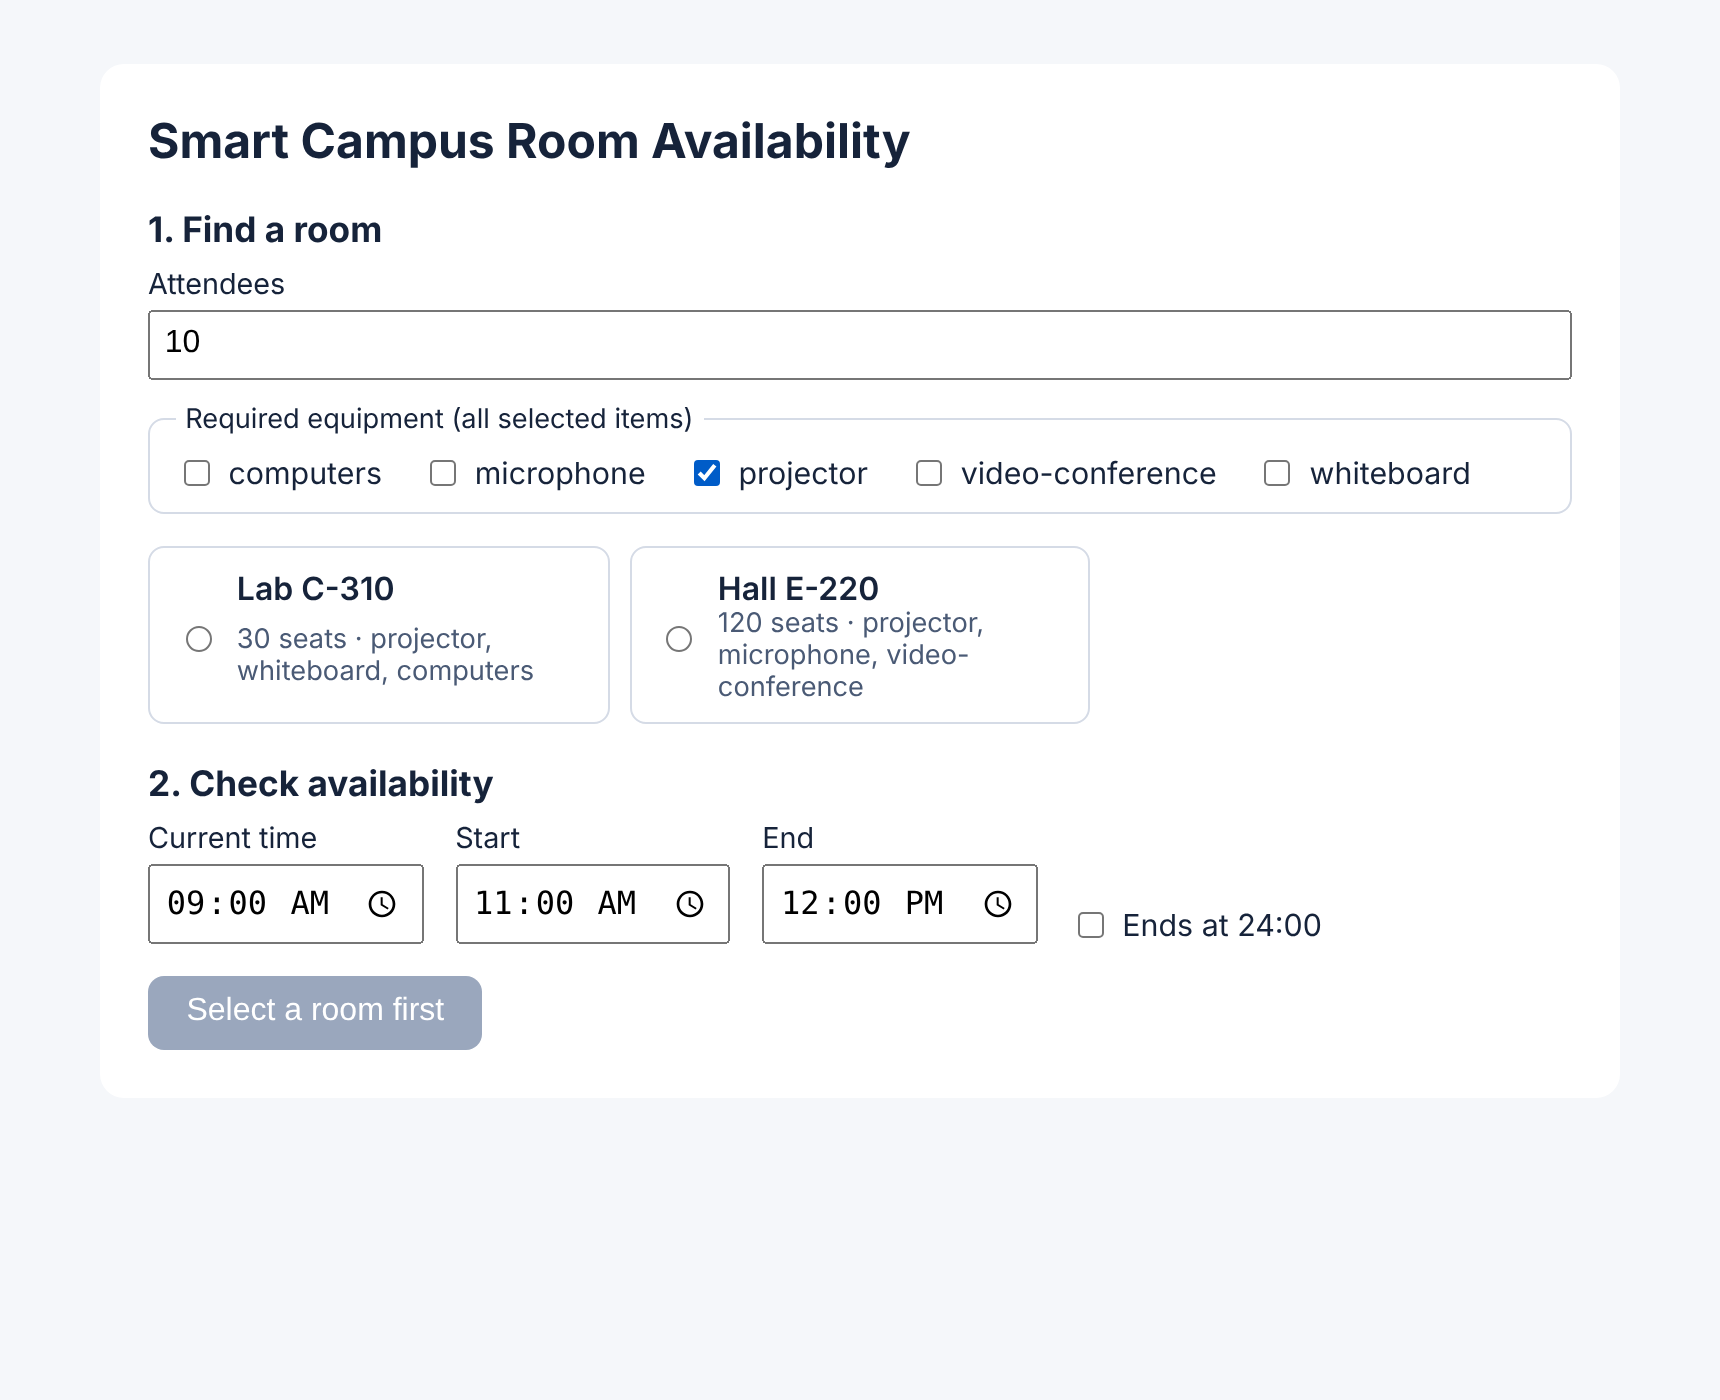 Smart Campus Room Availability
1. Find a room
Attendees
10
Required equipment (all selected items)
computers microphone projector video-conference whiteboard
Lab C-310
30 seats · projector,
whiteboard, computers
Hall E-220
120 seats · projector,
microphone, video-
conference
2. Check availability
Current time Start End
09:00 AM 11:00 AM 12:00 PM Ends at 24:00
Select a room first